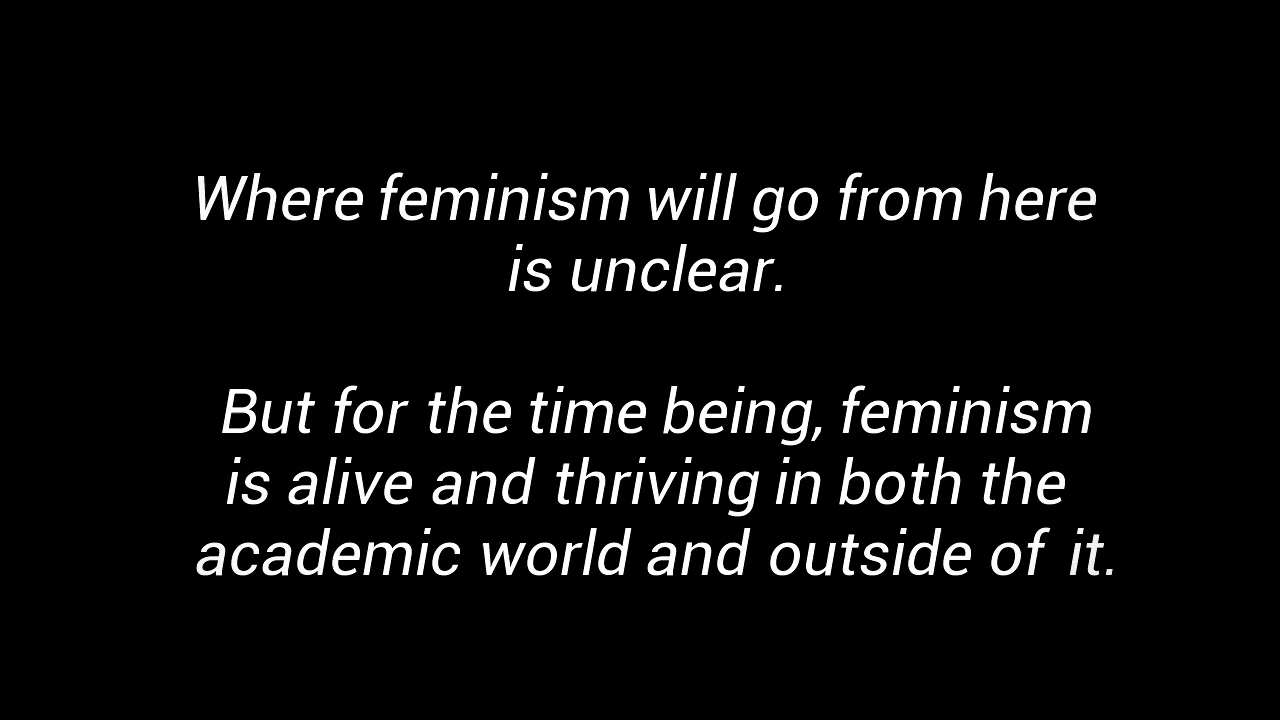 Where feminism will go from here
is unclear.
But for the time being, feminism
is alive and thriving in both the
academic world and outside of it.